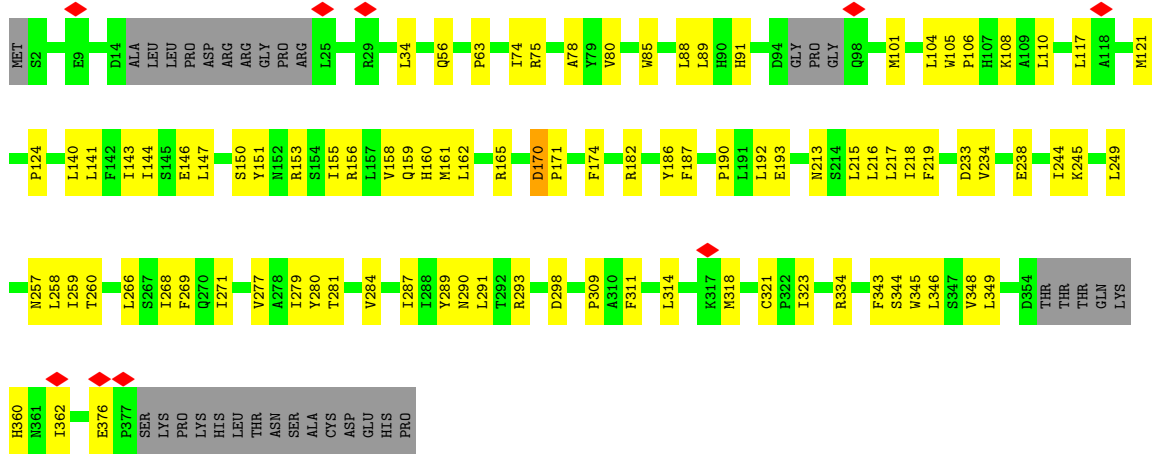 MET S2 E9 D14 ALA LEU LEU PRO ASP ARG ARG GLY PRO ARG L25 R29 L34 Q56 P63 I74 R75 A78 Y79 V80 W85 L88 L89 H90 H91 D94 GLY PRO GLY Q98 M101 L104 W105 P106 H107 K108 A109 L110 L117 A118 M121
P124 L140 L141 F142 I143 I144 S145 E146 L147 S150 Y151 N152 R153 S154 I155 R156 L157 V158 Q159 H160 M161 L162 R165 D170 P171 F174 R182 Y186 F187 P190 L191 L192 E193 N213 S214 L215 L216 L217 I218 F219 D233 V234 E238 I244 K245 L249
N257 L258 I259 T260 L266 S267 I268 F269 Q270 I271 V277 A278 I279 Y280 T281 V284 I287 I288 Y289 N290 L291 T292 R293 D298 P309 A310 F311 L314 K317 M318 C321 P322 I323 R334 F343 S344 W345 L346 S347 V348 L349 D354 THR THR THR GLN LYS
H360 N361 I362 E376 P377 SER LYS PRO LYS HIS LEU THR ASN SER ALA CYS ASP GLU HIS PRO